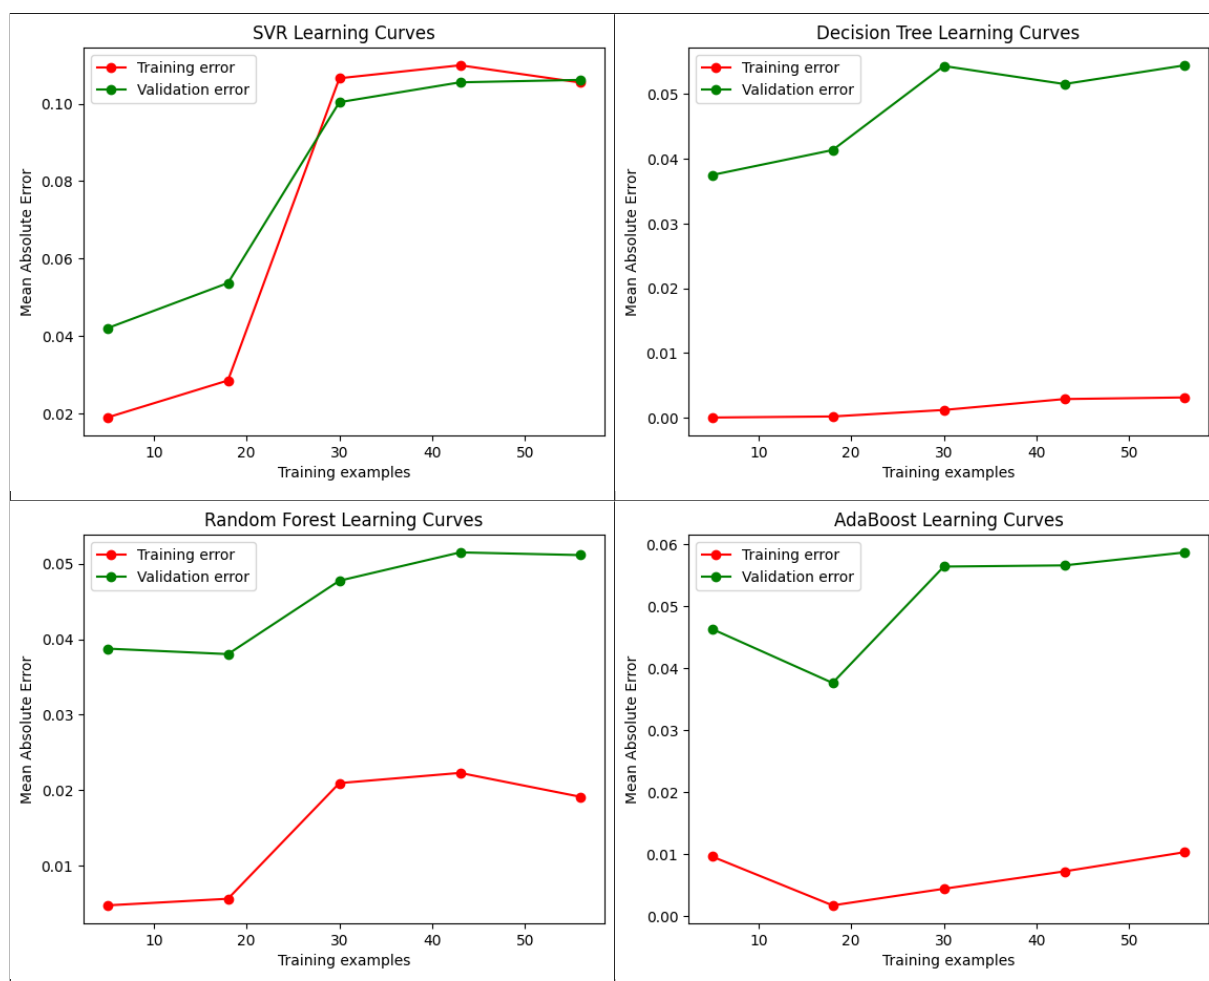 SVR Learning Curves
Training error
Validation error
0.10
0.08
0.06
0.04
0.02
Mean Absolute Error
10 20 30 40 50
Training examples
Decision Tree Learning Curves
Training error
Validation error
0.05
0.04
0.03
0.02
0.01
0.00
Mean Absolute Error
10 20 30 40 50
Training examples
Random Forest Learning Curves
Training error
Validation error
0.05
0.04
0.03
0.02
0.01
Mean Absolute Error
10 20 30 40 50
Training examples
AdaBoost Learning Curves
Training error
Validation error
0.06
0.05
0.04
0.03
0.02
0.01
0.00
Mean Absolute Error
10 20 30 40 50
Training examples